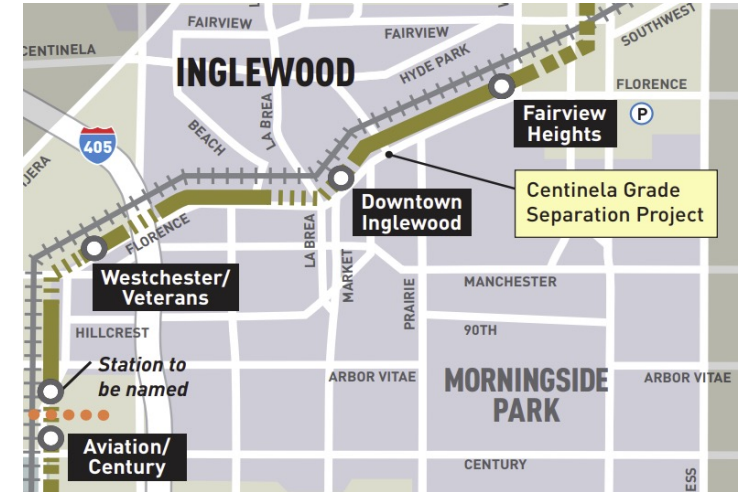 FAIRVIEW
FAIRVIEW
SOUTHWEST
CENTINELA
INGLEWOOD
HYDE PARK
FLORENCE
LA BREA
BEACH
Fairview
Heights
P
405
Centinela Grade
Separation Project
Downtown
Inglewood
FLORENCE
LA BREA
MARKET
Westchester/
Veterans
PRAIRIE
MANCHESTER
HILLCREST
90TH
Station to
be named
ARBOR VITAE
MORNINGSIDE
PARK
ARBOR VITAE
Aviation/
Century
CENTURY